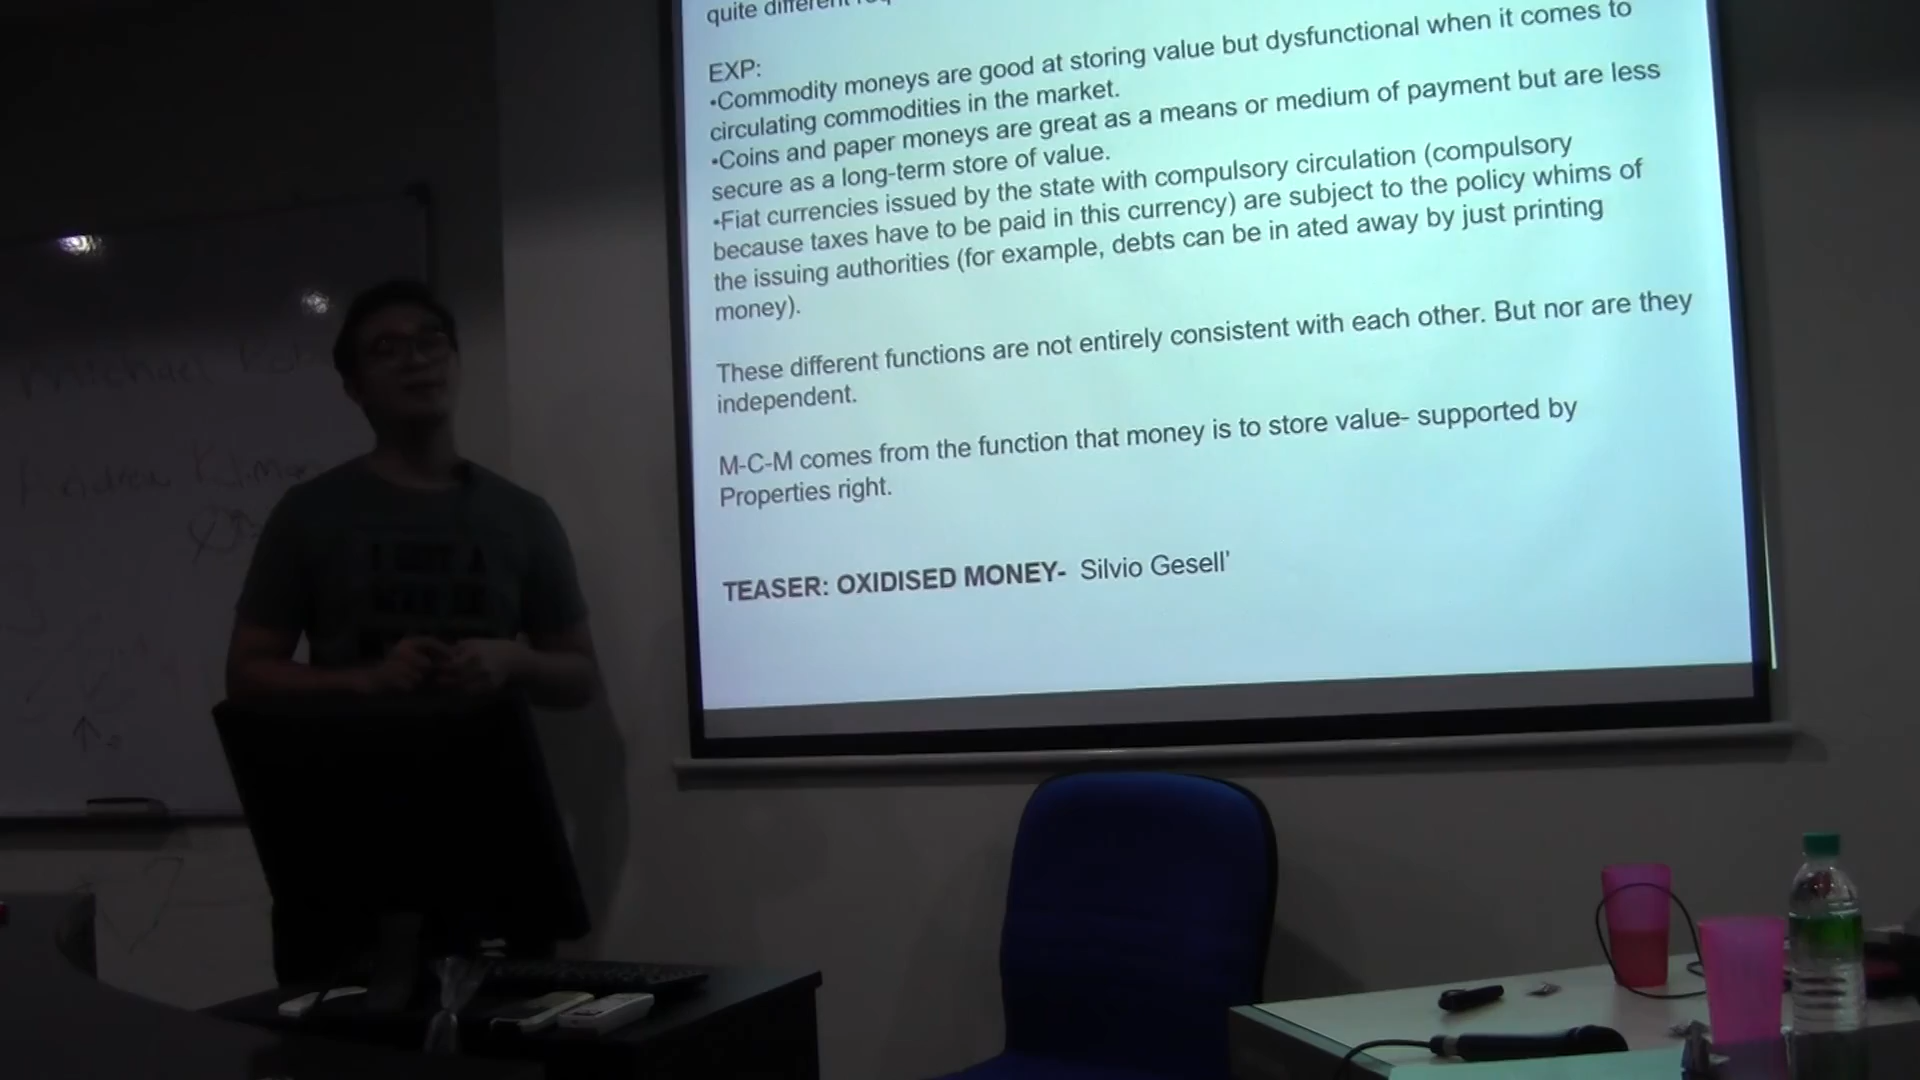 quite different
EXP:
•Commodity moneys are good at storing value but dysfunctional when it comes to
circulating commodities in the market.
•Coins and paper moneys are great as a means or medium of payment but are less
secure as a long-term store of value.
•Fiat currencies issued by the state with compulsory circulation (compulsory
because taxes have to be paid in this currency) are subject to the policy whims of
the issuing authorities (for example, debts can be in ated away by just printing
money).
These different functions are not entirely consistent with each other. But nor are they
independent.
M-C-M comes from the function that money is to store value- supported by
Properties right.
TEASER: OXIDISED MONEY- Silvio Gesell’
Michael